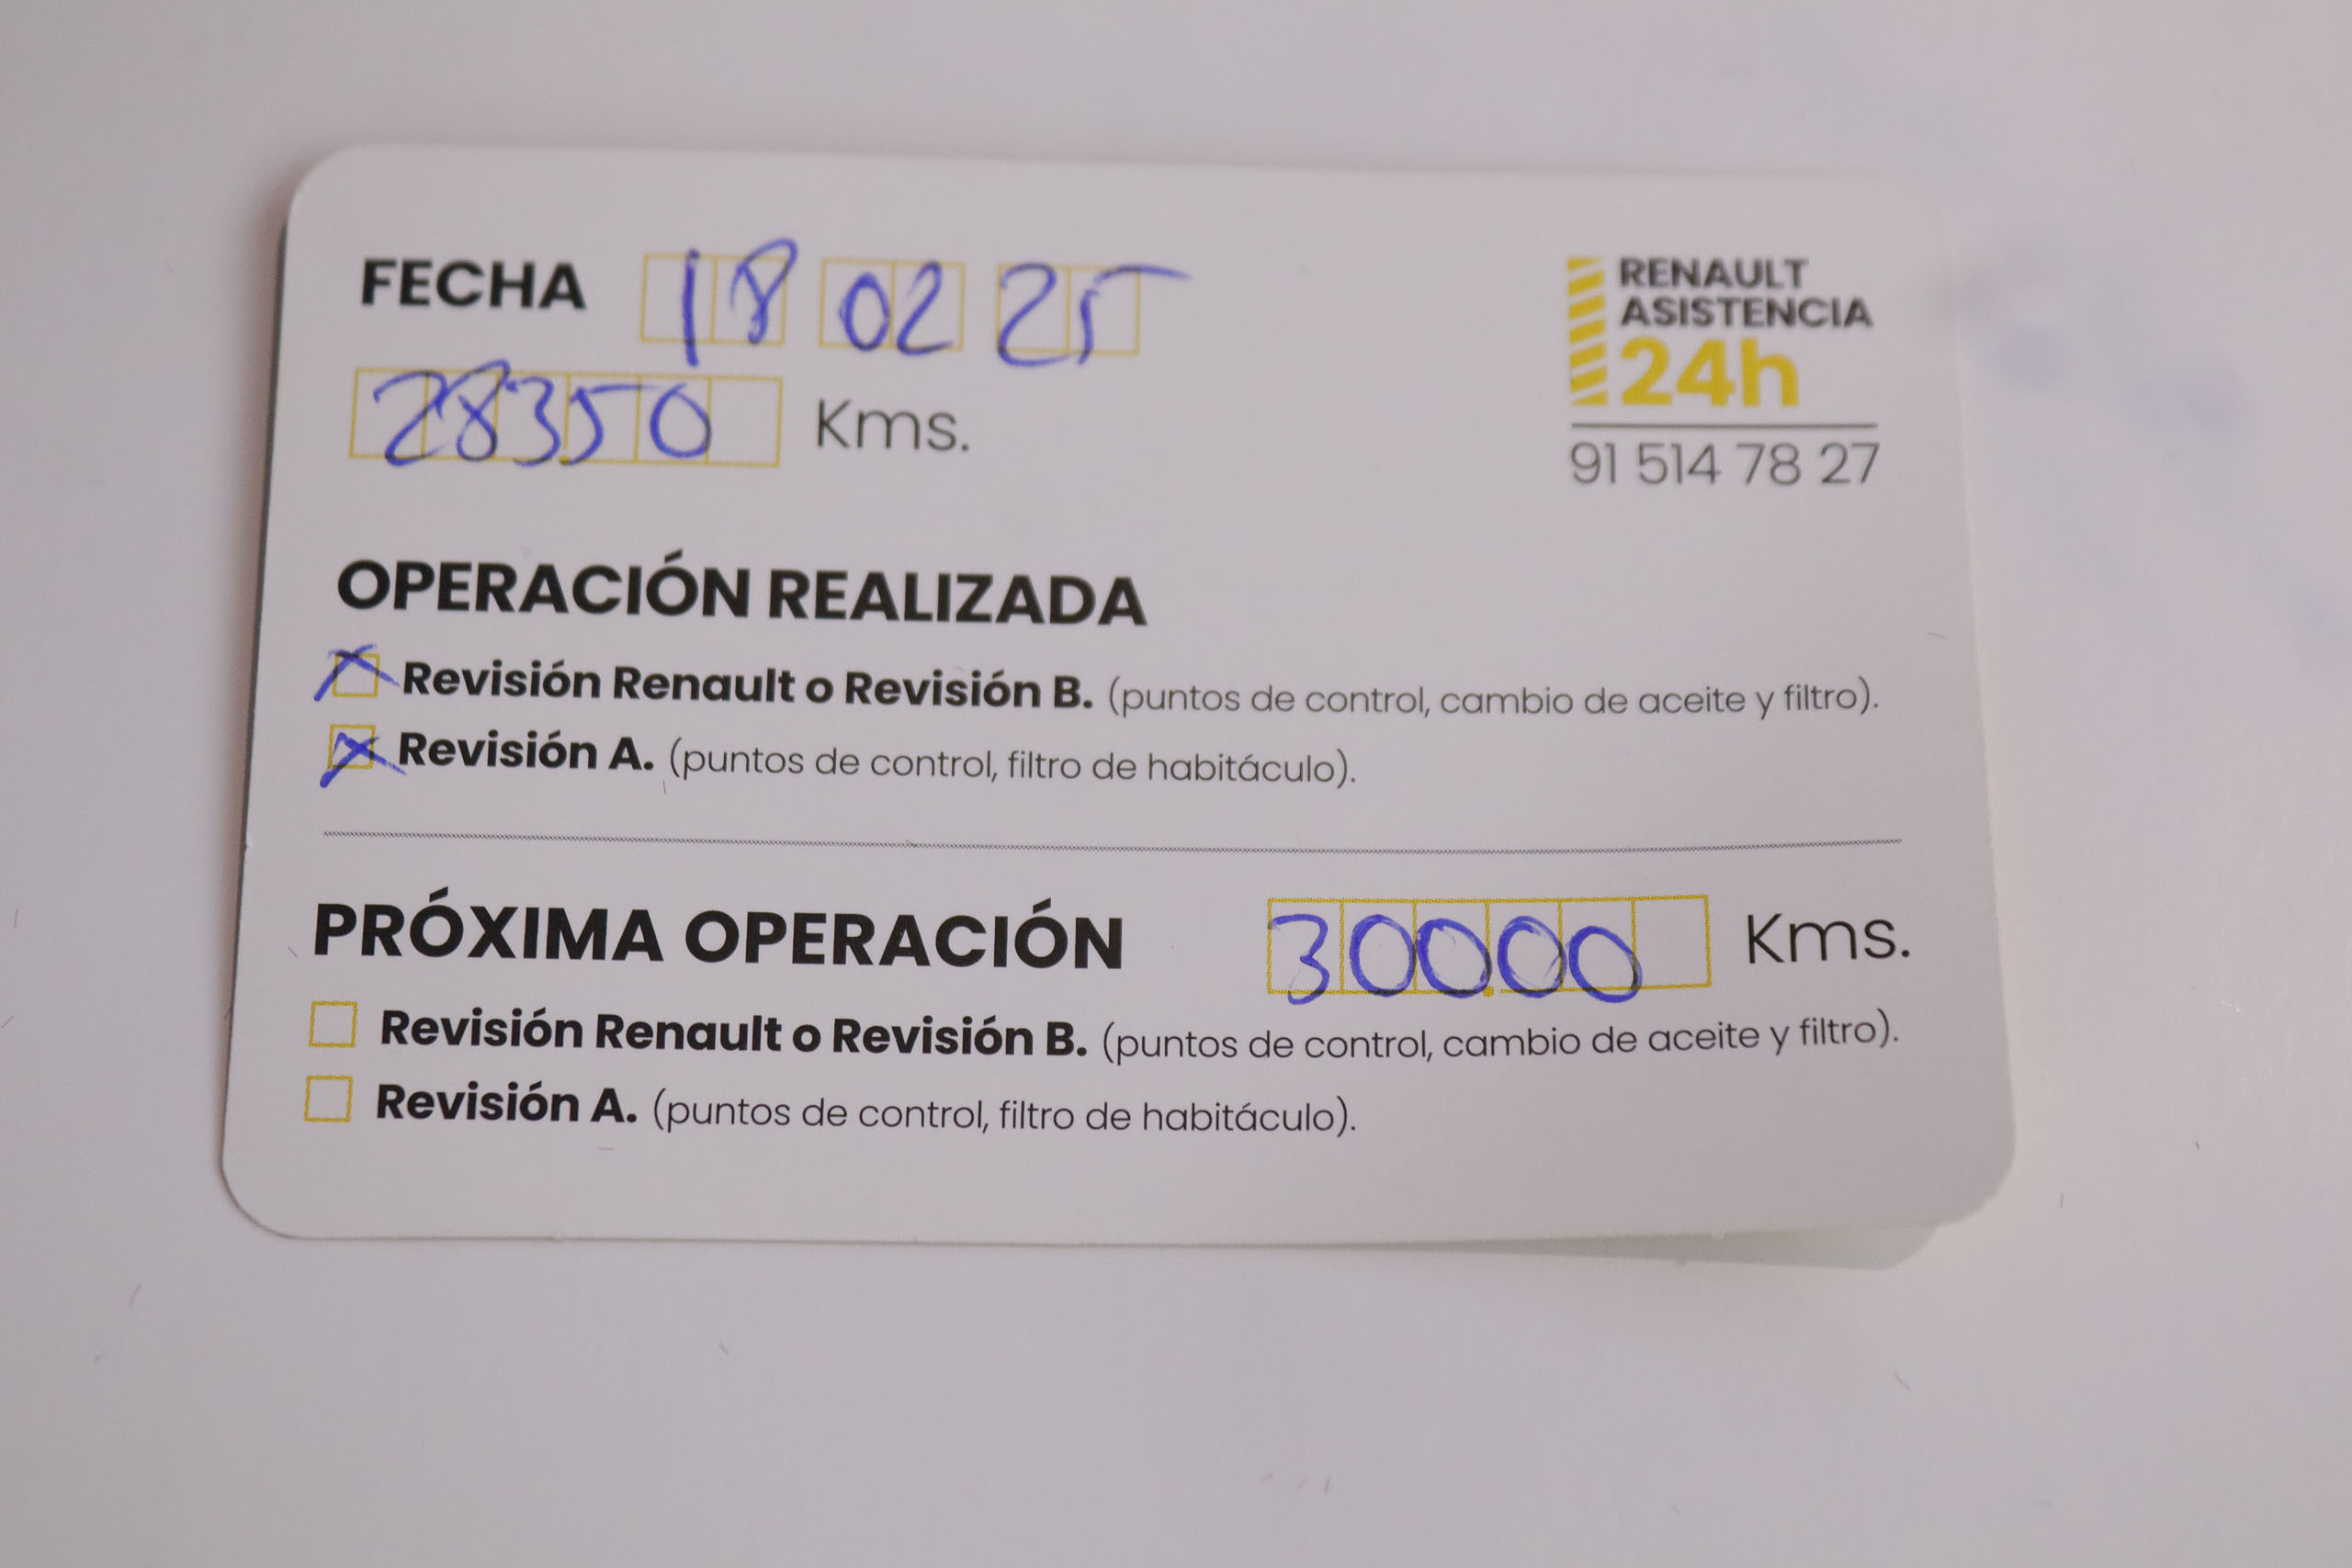 FECHA 18 02 25
28350 Kms.
RENAULT
ASISTENCIA
24h
91 514 78 27
OPERACIÓN REALIZADA
Revisión Renault o Revisión B. (puntos de control, cambio de aceite y filtro).
Revisión A. (puntos de control, filtro de habitáculo).
PRÓXIMA OPERACIÓN 30000 Kms.
Revisión Renault o Revisión B. (puntos de control, cambio de aceite y filtro).
Revisión A. (puntos de control, filtro de habitáculo).